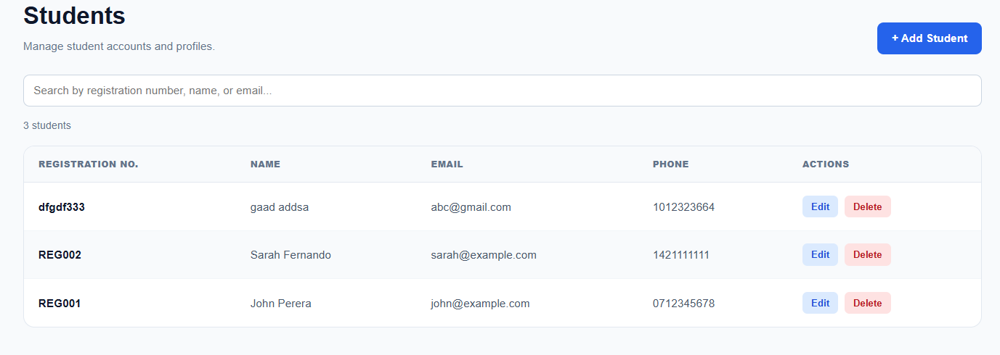 Students
Manage student accounts and profiles.
+ Add Student
Search by registration number, name, or email...
3 students
REGISTRATION NO. NAME EMAIL PHONE ACTIONS
dfgdf333 gaad addsa abc@gmail.com 1012323664 Edit Delete
REG002 Sarah Fernando sarah@example.com 1421111111 Edit Delete
REG001 John Perera john@example.com 0712345678 Edit Delete